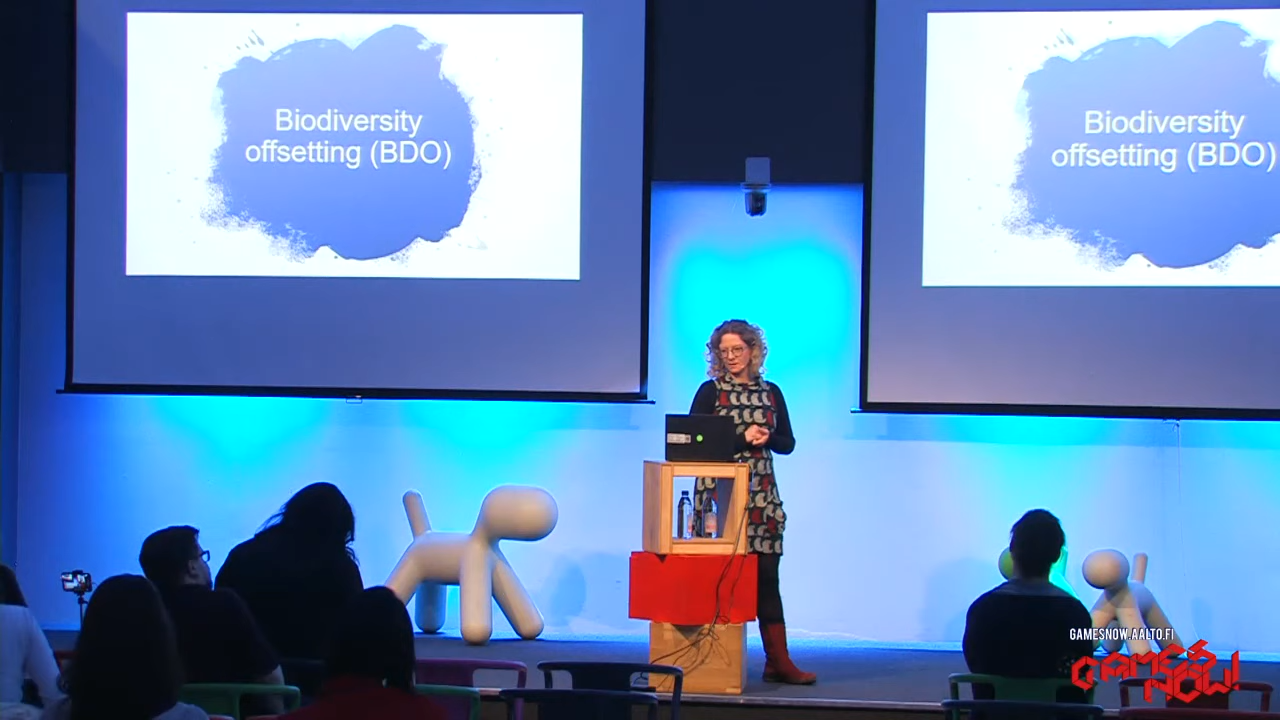 Biodiversity
offsetting (BDO)
Biodiversity
offsetting (BDO)
GAMESNOW.AALTO.FI
GAMES
NOW!